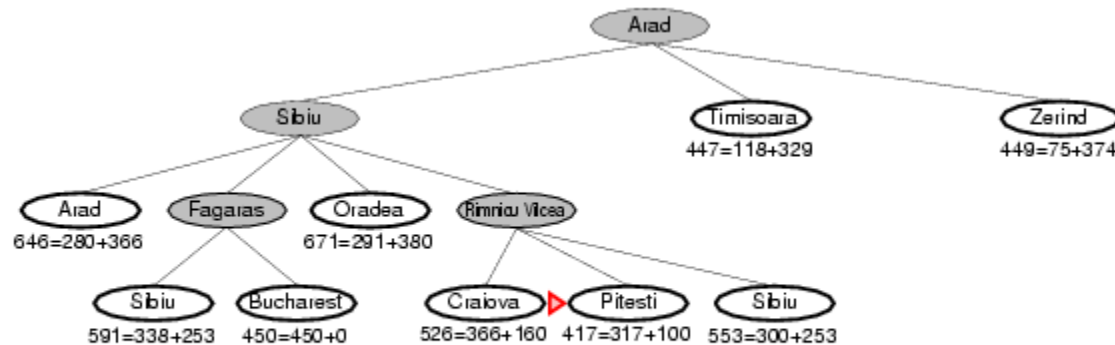 Arad
Sibiu
Timisoara
Zerind
447=118+329
449=75+374
Arad
Fagaras
Oradea
Rimnicu Vilcea
646=280+366
671=291+380
Sibiu
Bucharest
Craiova
Pitesti
Sibiu
591=338+253
450=450+0
526=366+160
417=317+100
553=300+253